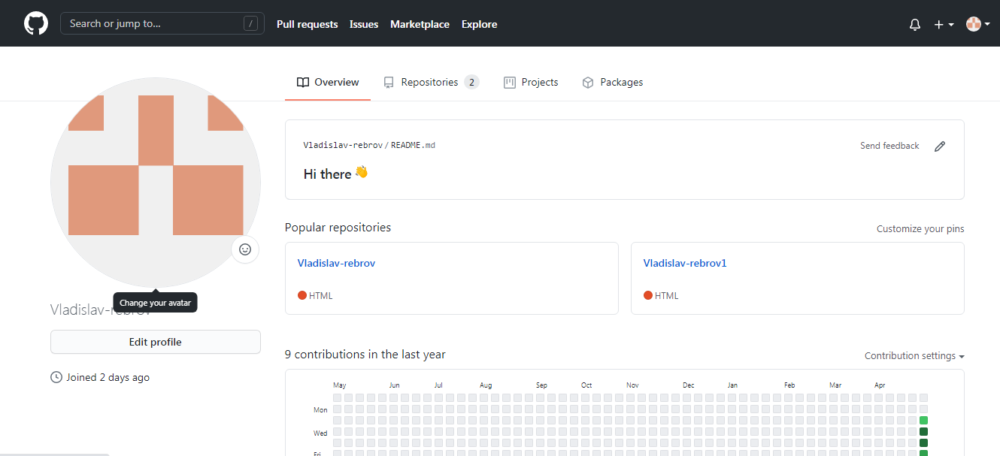 Search or jump to... /
Pull requests
Issues
Marketplace
Explore
Overview
Repositories 2
Projects
Packages
Vladislav-rebrov/README.md
Send feedback
Hi there 👋
Popular repositories
Customize your pins
Vladislav-rebrov
HTML
Vladislav-rebrov1
HTML
Change your avatar
Vladislav-rebrov
Edit profile
Joined 2 days ago
9 contributions in the last year
Contribution settings
May Jun Jul Aug Sep Oct Nov Dec Jan Feb Mar Apr
Mon
Wed
Fri